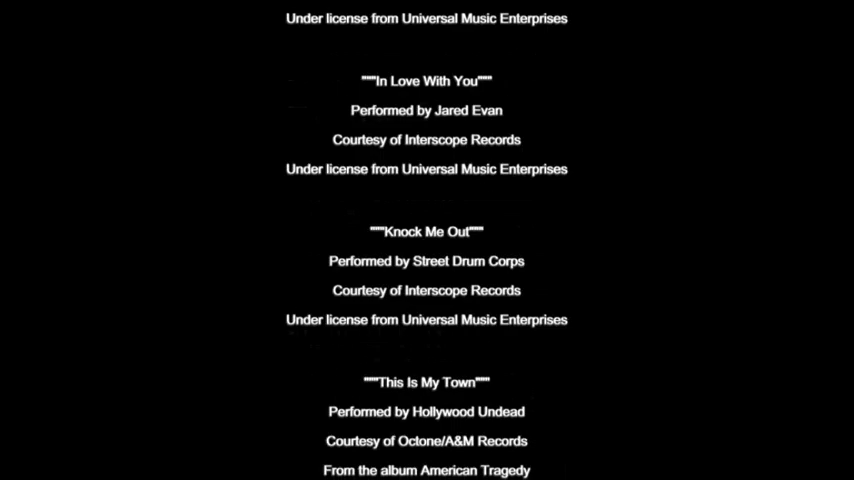 Under license from Universal Music Enterprises
"""In Love With You"""
Performed by Jared Evan
Courtesy of Interscope Records
Under license from Universal Music Enterprises
"""Knock Me Out"""
Performed by Street Drum Corps
Courtesy of Interscope Records
Under license from Universal Music Enterprises
"""This Is My Town"""
Performed by Hollywood Undead
Courtesy of Octone/A&M Records
From the album American Tragedy